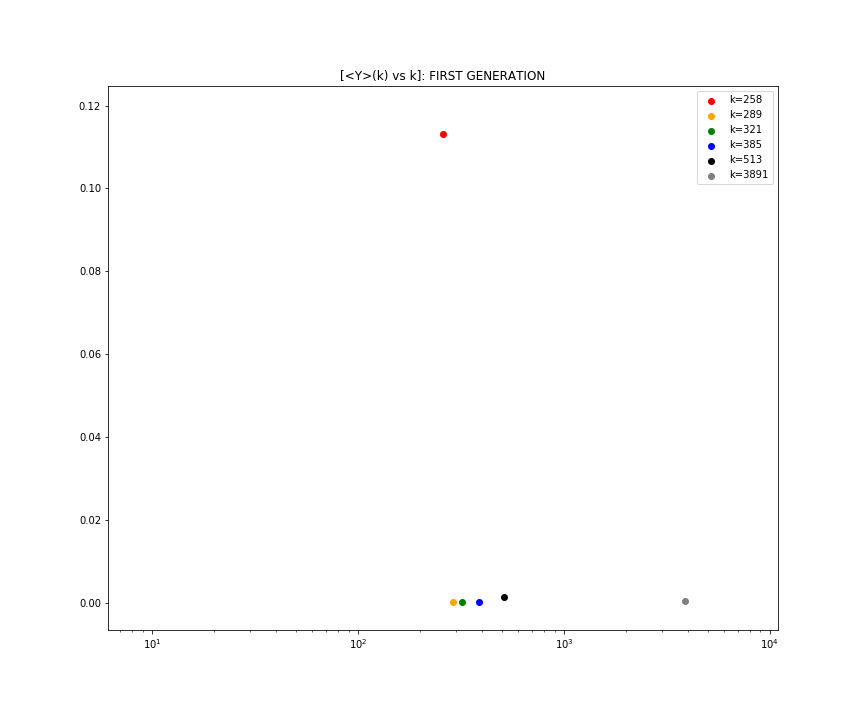 [<Y>(k) vs k]: FIRST GENERATION
k=258
k=289
k=321
k=385
k=513
k=3891
0.12
0.10
0.08
0.06
0.04
0.02
0.00
10¹ 10² 10³ 10⁴